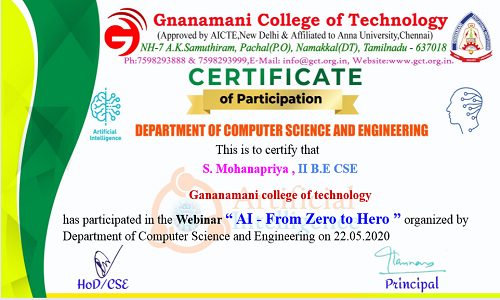 Gnanamani College of Technology
(Approved by AICTE,New Delhi & Affiliated to Anna University,Chennai)
NH-7 A.K.Samuthiram, Pachal(P.O), Namakkal(DT), Tamilnadu - 637018
Ph:7598293888 & 7598293999,E-Mail: info@gct.org.in, Website:www.gct.org.in.
CERTIFICATE
of Participation
Artificial
Intelligence
DEPARTMENT OF COMPUTER SCIENCE AND ENGINEERING
This is to certify that
S. Mohanapriya , II B.E CSE
Gananamani college of technology
Artificial
Intelligence
has participated in the Webinar “ AI - From Zero to Hero ” organized by
Department of Computer Science and Engineering on 22.05.2020
HoD/CSE
Principal